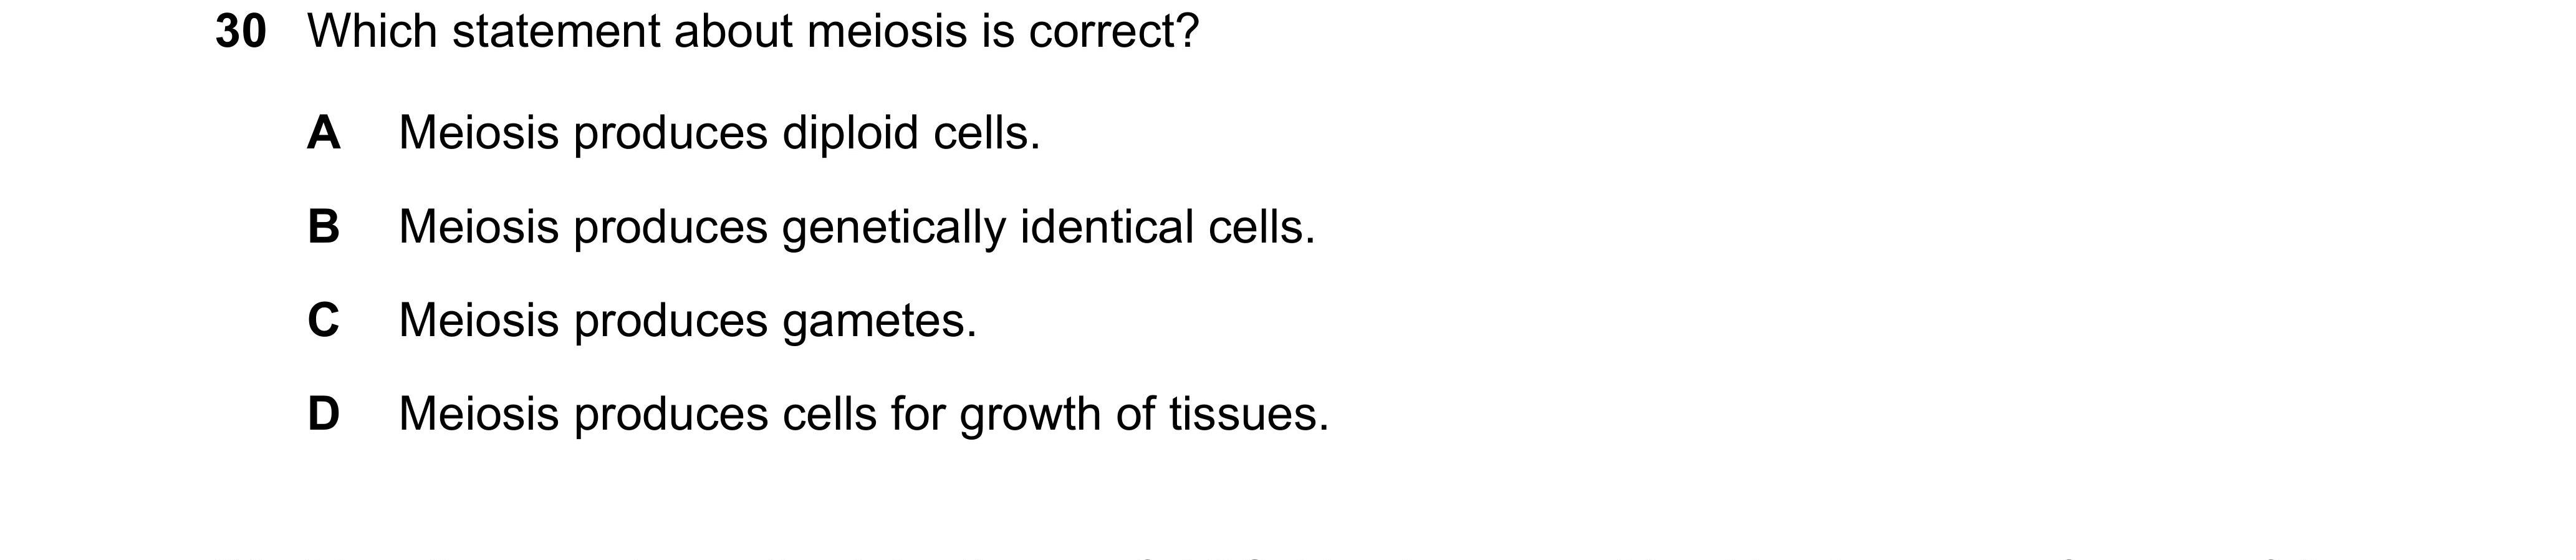 30 Which statement about meiosis is correct?
A Meiosis produces diploid cells.
B Meiosis produces genetically identical cells.
C Meiosis produces gametes.
D Meiosis produces cells for growth of tissues.